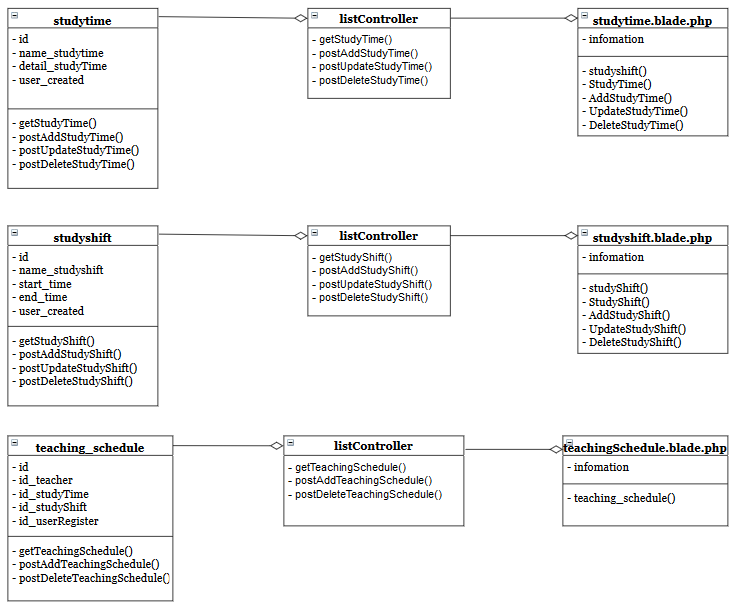 studytime
- id
- name_studytime
- detail_studyTime
- user_created
- getStudyTime()
- postAddStudyTime()
- postUpdateStudyTime()
- postDeleteStudyTime()
listController
- getStudyTime()
- postAddStudyTime()
- postUpdateStudyTime()
- postDeleteStudyTime()
studytime.blade.php
- infomation
- studyshift()
- StudyTime()
- AddStudyTime()
- UpdateStudyTime()
- DeleteStudyTime()
studyshift
- id
- name_studyshift
- start_time
- end_time
- user_created
- getStudyShift()
- postAddStudyShift()
- postUpdateStudyShift()
- postDeleteStudyShift()
listController
- getStudyShift()
- postAddStudyShift()
- postUpdateStudyShift()
- postDeleteStudyShift()
studyshift.blade.php
- infomation
- studyShift()
- StudyShift()
- AddStudyShift()
- UpdateStudyShift()
- DeleteStudyShift()
teaching_schedule
- id
- id_teacher
- id_studyTime
- id_studyShift
- id_userRegister
- getTeachingSchedule()
- postAddTeachingSchedule()
- postDeleteTeachingSchedule()
listController
- getTeachingSchedule()
- postAddTeachingSchedule()
- postDeleteTeachingSchedule()
teachingSchedule.blade.php
- infomation
- teaching_schedule()